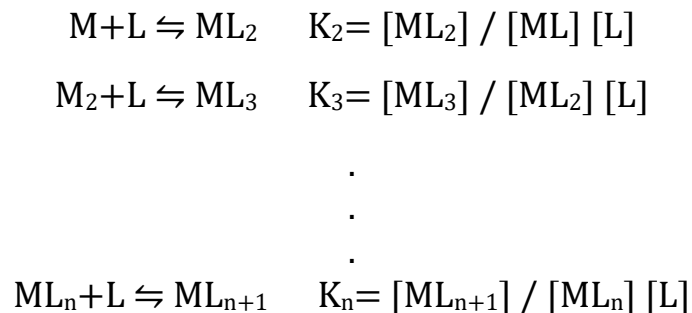 M+L ⇋ ML₂ K₂= [ML₂] / [ML] [L]
M₂+L ⇋ ML₃ K₃= [ML₃] / [ML₂] [L]
.
.
.
MLₙ+L ⇋ MLₙ₊₁ Kₙ= [MLₙ₊₁] / [MLₙ] [L]